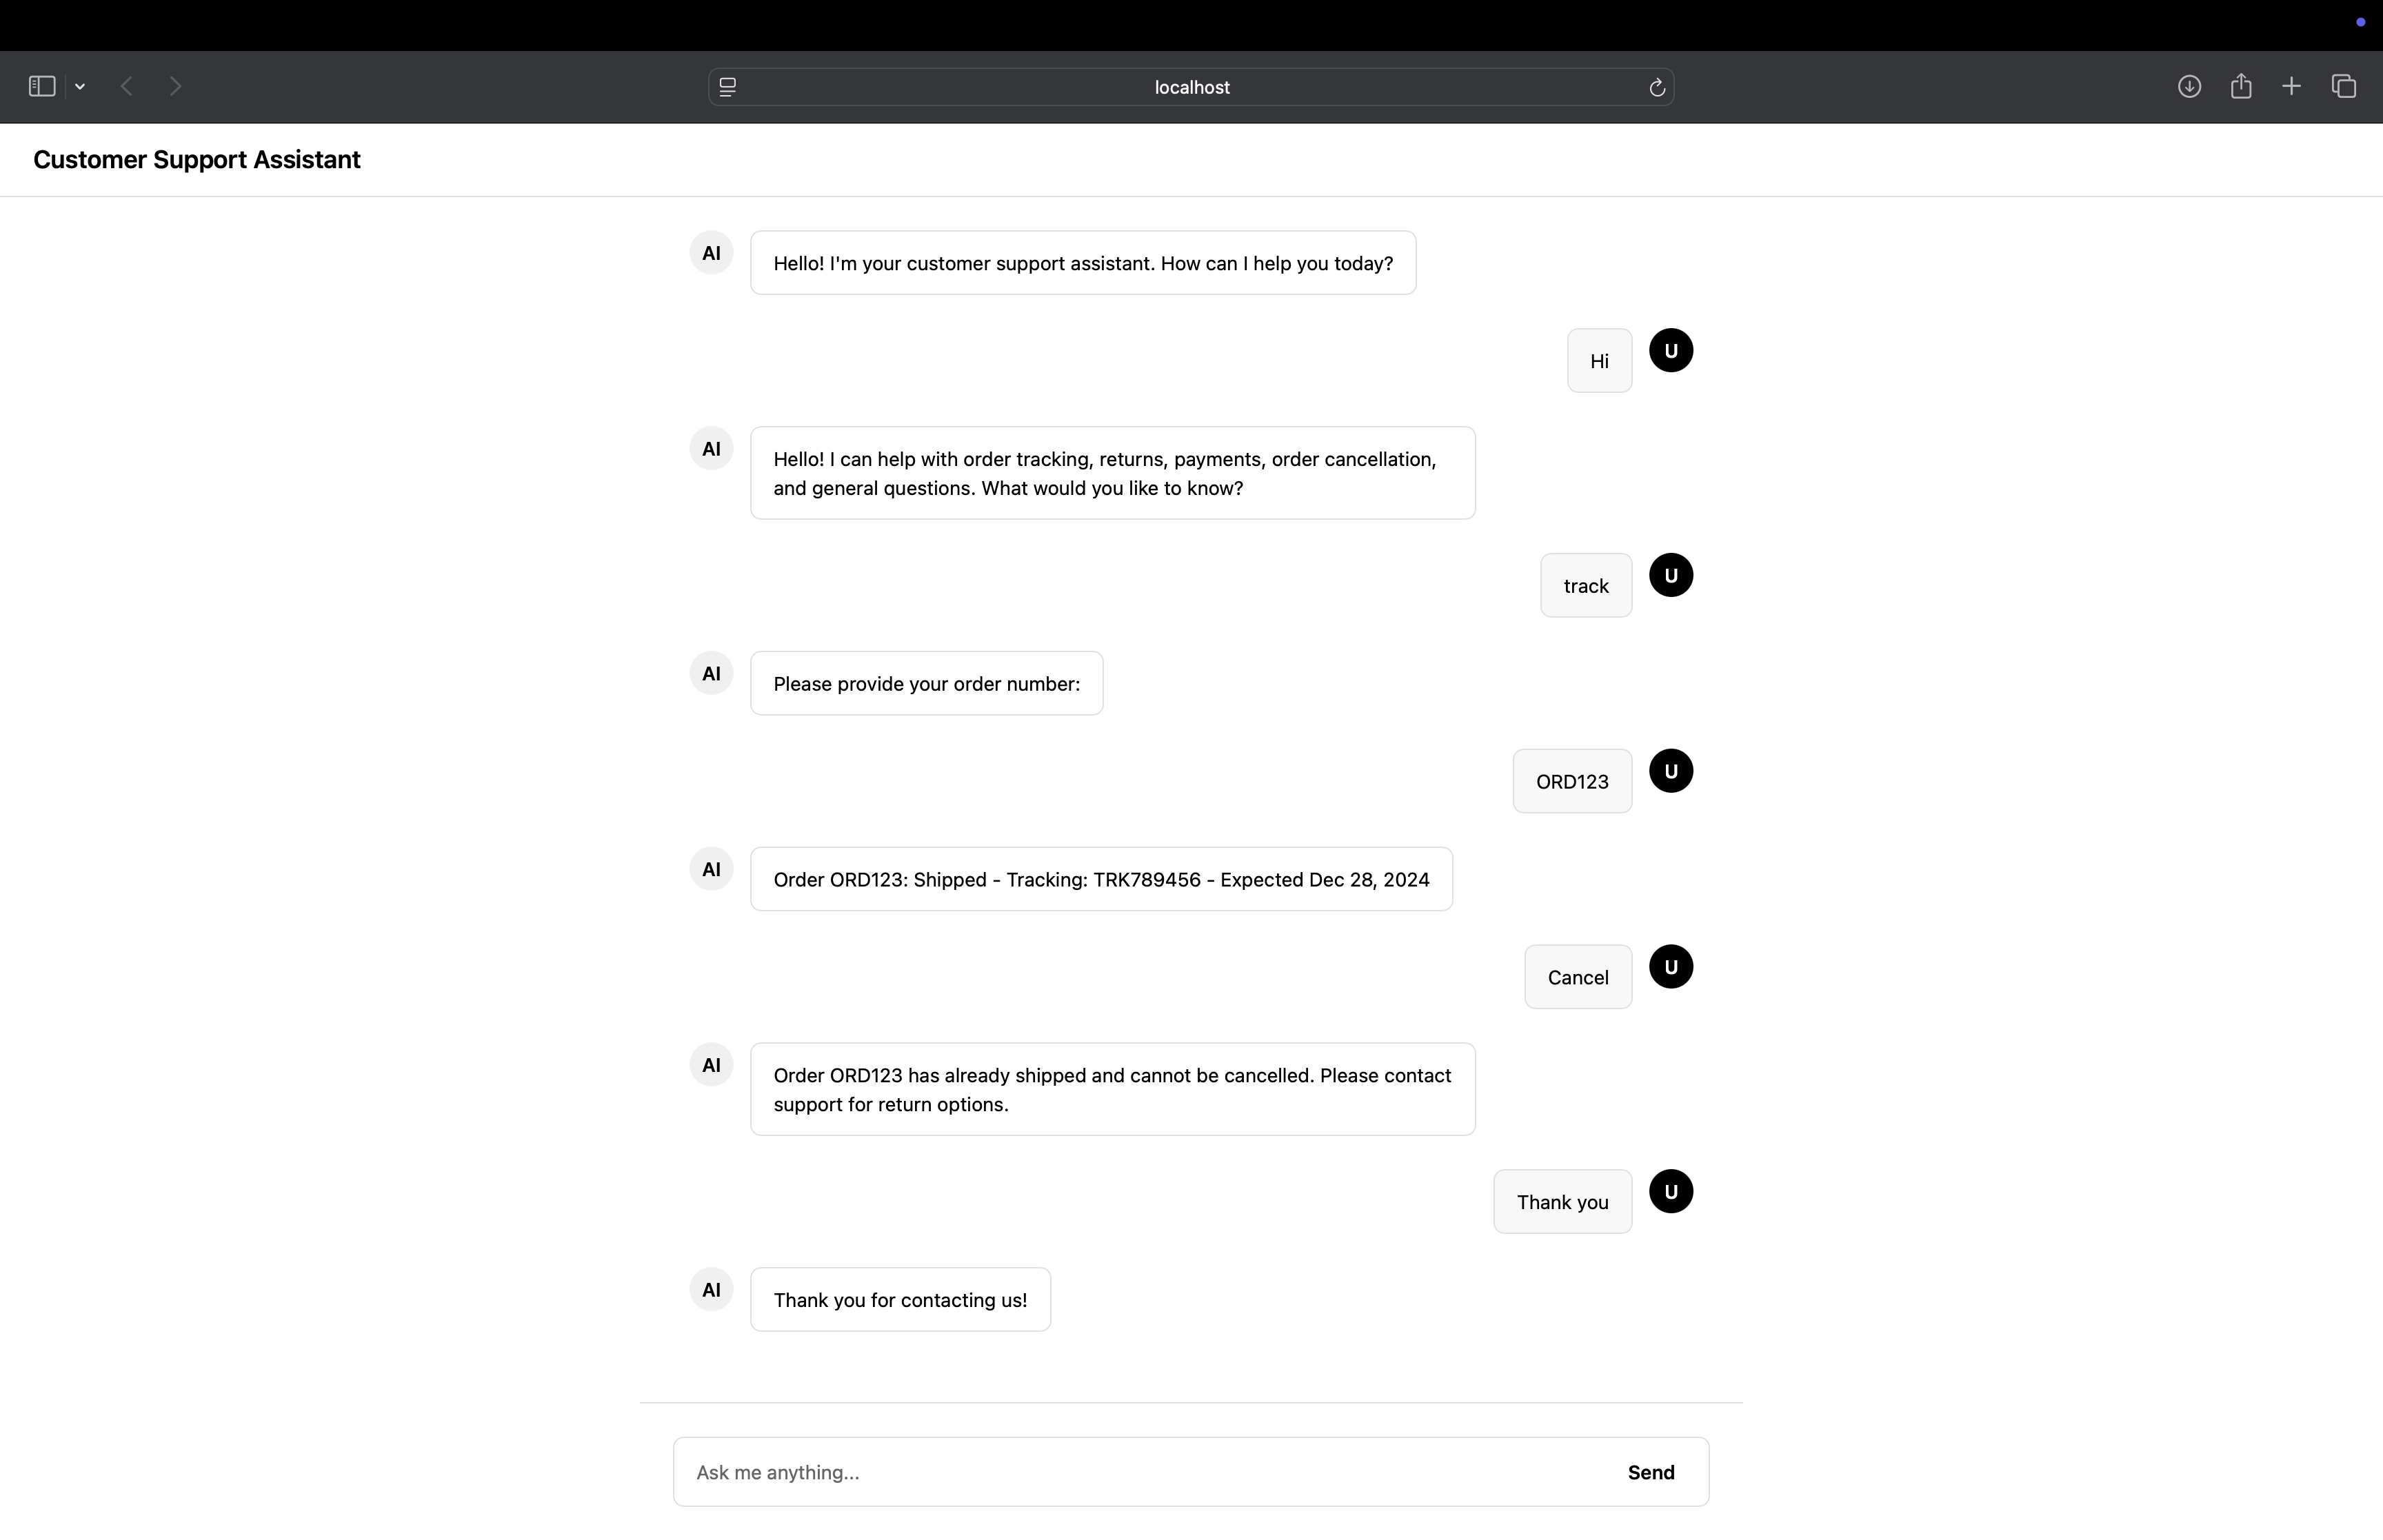 localhost
Customer Support Assistant
AI
Hello! I'm your customer support assistant. How can I help you today?
Hi
U
AI
Hello! I can help with order tracking, returns, payments, order cancellation,
and general questions. What would you like to know?
track
U
AI
Please provide your order number:
ORD123
U
AI
Order ORD123: Shipped - Tracking: TRK789456 - Expected Dec 28, 2024
Cancel
U
AI
Order ORD123 has already shipped and cannot be cancelled. Please contact
support for return options.
Thank you
U
AI
Thank you for contacting us!
Ask me anything...
Send